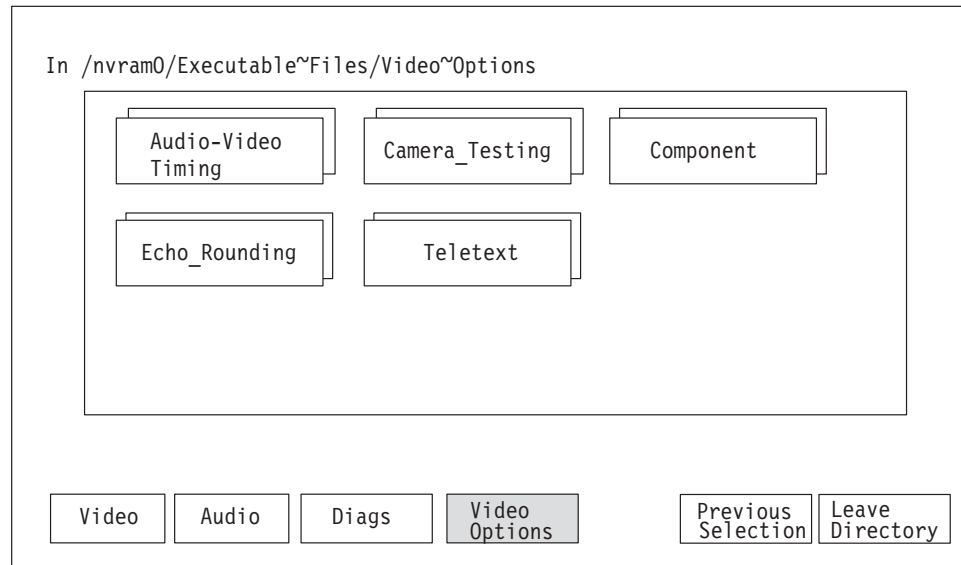 In /nvram0/Executable~Files/Video~Options
Audio-Video
Timing
Camera_Testing
Component
Echo_Rounding
Teletext
Video
Audio
Diags
Video
Options
Previous
Selection
Leave
Directory